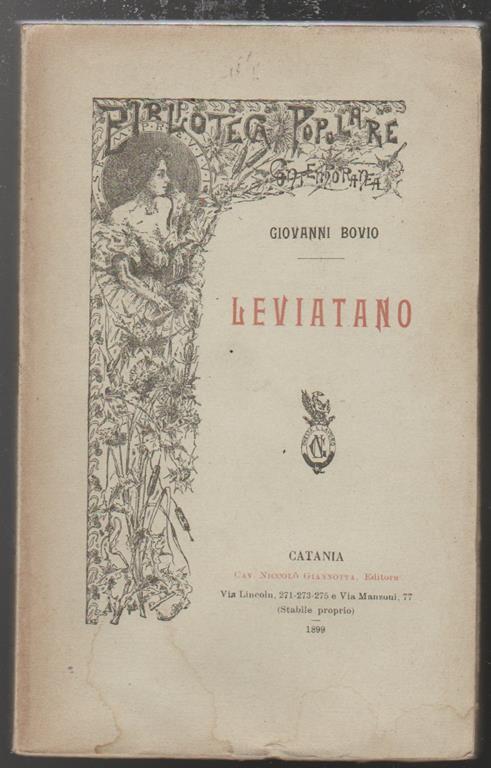 BIBLIOTECA POPULARE
CONTEMPORANEA
GIOVANNI BOVIO
LEVIATANO
CATANIA
CAV. NICCOLÒ GIANNOTTA, Editore
Via Lincoln, 271-273-275 e Via Manzoni, 77
(Stabile proprio)
1899